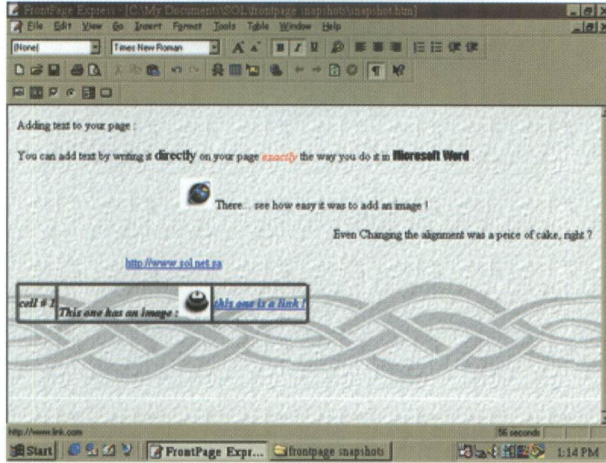 FrontPage Express - [C:\My Documents\SOL\frontpage snapshots\snapshot.htm]
File Edit View Go Insert Format Tools Table Window Help
(None) Times New Roman
Adding text to your page :
You can add text by writing it directly on your page exactly the way you do it in Microsoft Word .
There... see how easy it was to add an image !
Even Changing the alignment was a peice of cake, right ?
http://www.sol.net.sa
cell # 1 This one has an image : this one is a link !
http://www.link.com 56 seconds
Start FrontPage Expr... frontpage snapshots 1:14 PM